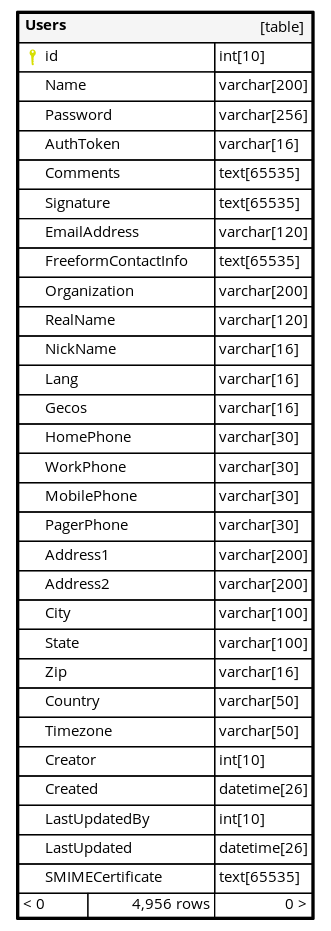 Users [table]
id int[10]
Name varchar[200]
Password varchar[256]
AuthToken varchar[16]
Comments text[65535]
Signature text[65535]
EmailAddress varchar[120]
FreeformContactInfo text[65535]
Organization varchar[200]
RealName varchar[120]
NickName varchar[16]
Lang varchar[16]
Gecos varchar[16]
HomePhone varchar[30]
WorkPhone varchar[30]
MobilePhone varchar[30]
PagerPhone varchar[30]
Address1 varchar[200]
Address2 varchar[200]
City varchar[100]
State varchar[100]
Zip varchar[16]
Country varchar[50]
Timezone varchar[50]
Creator int[10]
Created datetime[26]
LastUpdatedBy int[10]
LastUpdated datetime[26]
SMIMECertificate text[65535]
< 0 4,956 rows 0 >